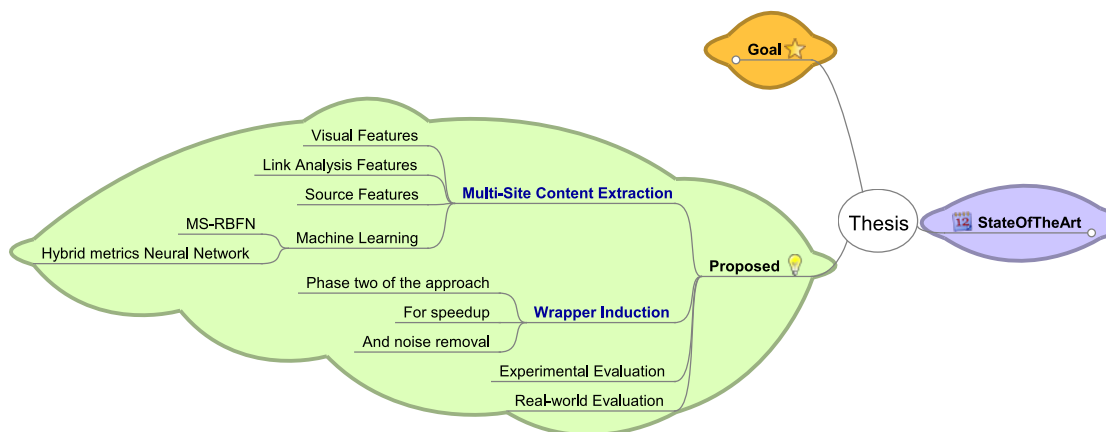 Goal
Thesis
12 StateOfTheArt
Proposed
Multi-Site Content Extraction
Visual Features
Link Analysis Features
Source Features
Machine Learning
MS-RBFN
Hybrid metrics Neural Network
Wrapper Induction
Phase two of the approach
For speedup
And noise removal
Experimental Evaluation
Real-world Evaluation